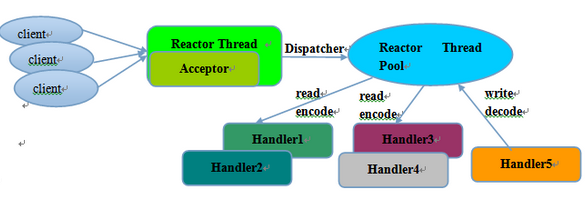 client
client
client
Reactor Thread
Acceptor
Dispatcher
Reactor Thread
Pool
read
encode
read
encode
write
decode
Handler1
Handler2
Handler3
Handler4
Handler5